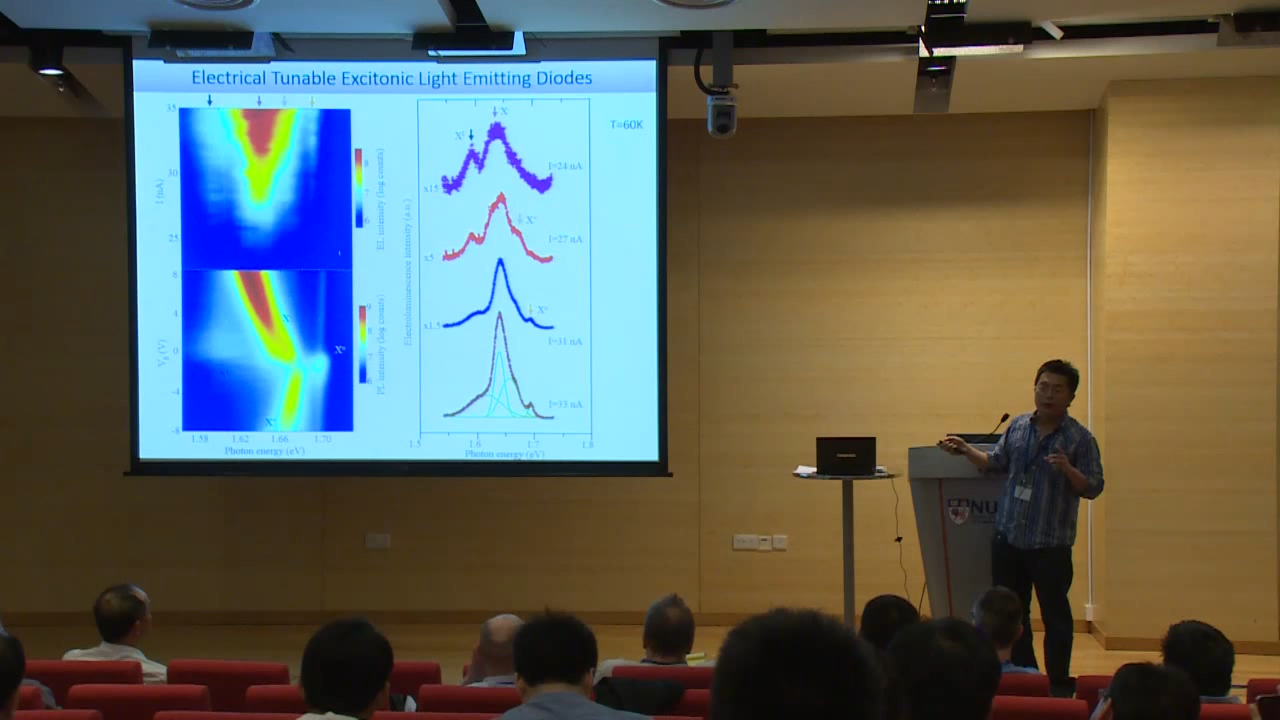 Electrical Tunable Excitonic Light Emitting Diodes
T=60K
35
30
25
I (nA)
EL intensity (log counts)
8
4
0
-4
-8
PL intensity (log counts)
X
1.58 1.62 1.66 1.70
Photon energy (eV)
Electroluminescence intensity (a.u.)
X
I=24 nA
x15
I=27 nA
x5
x1.5
I=31 nA
I=33 nA
1.5 1.6 1.7 1.8
Photon energy (eV)
NU